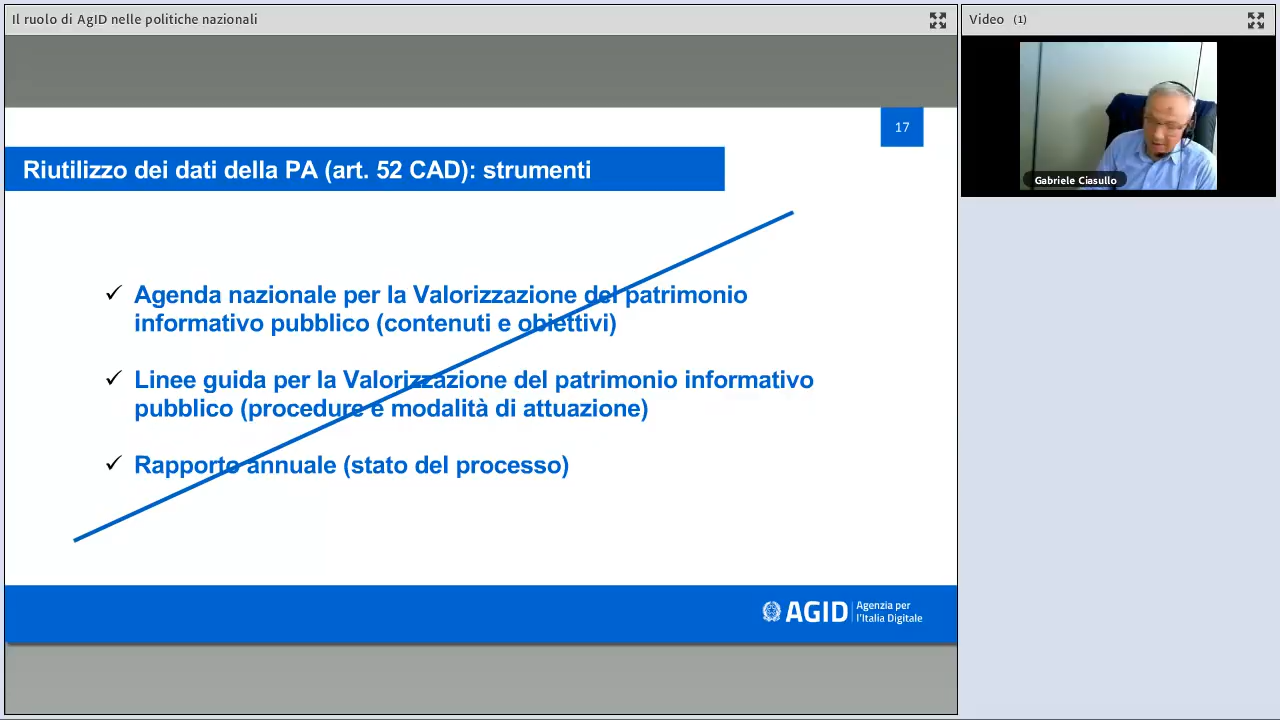 Il ruolo di AgID nelle politiche nazionali
Video (1)
17
Riutilizzo dei dati della PA (art. 52 CAD): strumenti
Gabriele Ciasullo
✓ Agenda nazionale per la Valorizzazione del patrimonio
informativo pubblico (contenuti e obiettivi)
✓ Linee guida per la Valorizzazione del patrimonio informativo
pubblico (procedure e modalità di attuazione)
✓ Rapporto annuale (stato del processo)
AGID Agenzia per
l'Italia Digitale